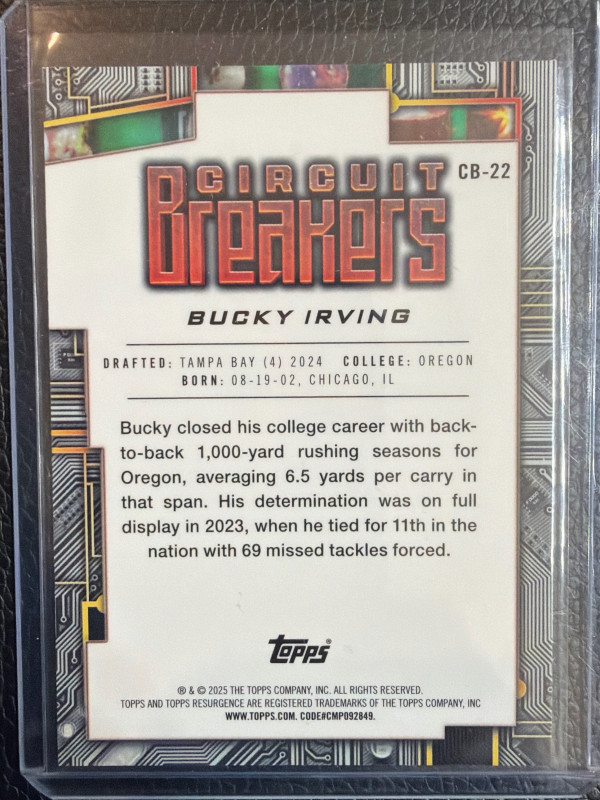 CIRCUIT
Breakers
CB-22
BUCKY IRVING
DRAFTED: TAMPA BAY (4) 2024 COLLEGE: OREGON
BORN: 08-19-02, CHICAGO, IL
Bucky closed his college career with back-
to-back 1,000-yard rushing seasons for
Oregon, averaging 6.5 yards per carry in
that span. His determination was on full
display in 2023, when he tied for 11th in the
nation with 69 missed tackles forced.
topps®
® & © 2025 THE TOPPS COMPANY, INC. ALL RIGHTS RESERVED.
TOPPS AND TOPPS RESURGENCE ARE REGISTERED TRADEMARKS OF THE TOPPS COMPANY, INC
WWW.TOPPS.COM. CODE#CMP092849.